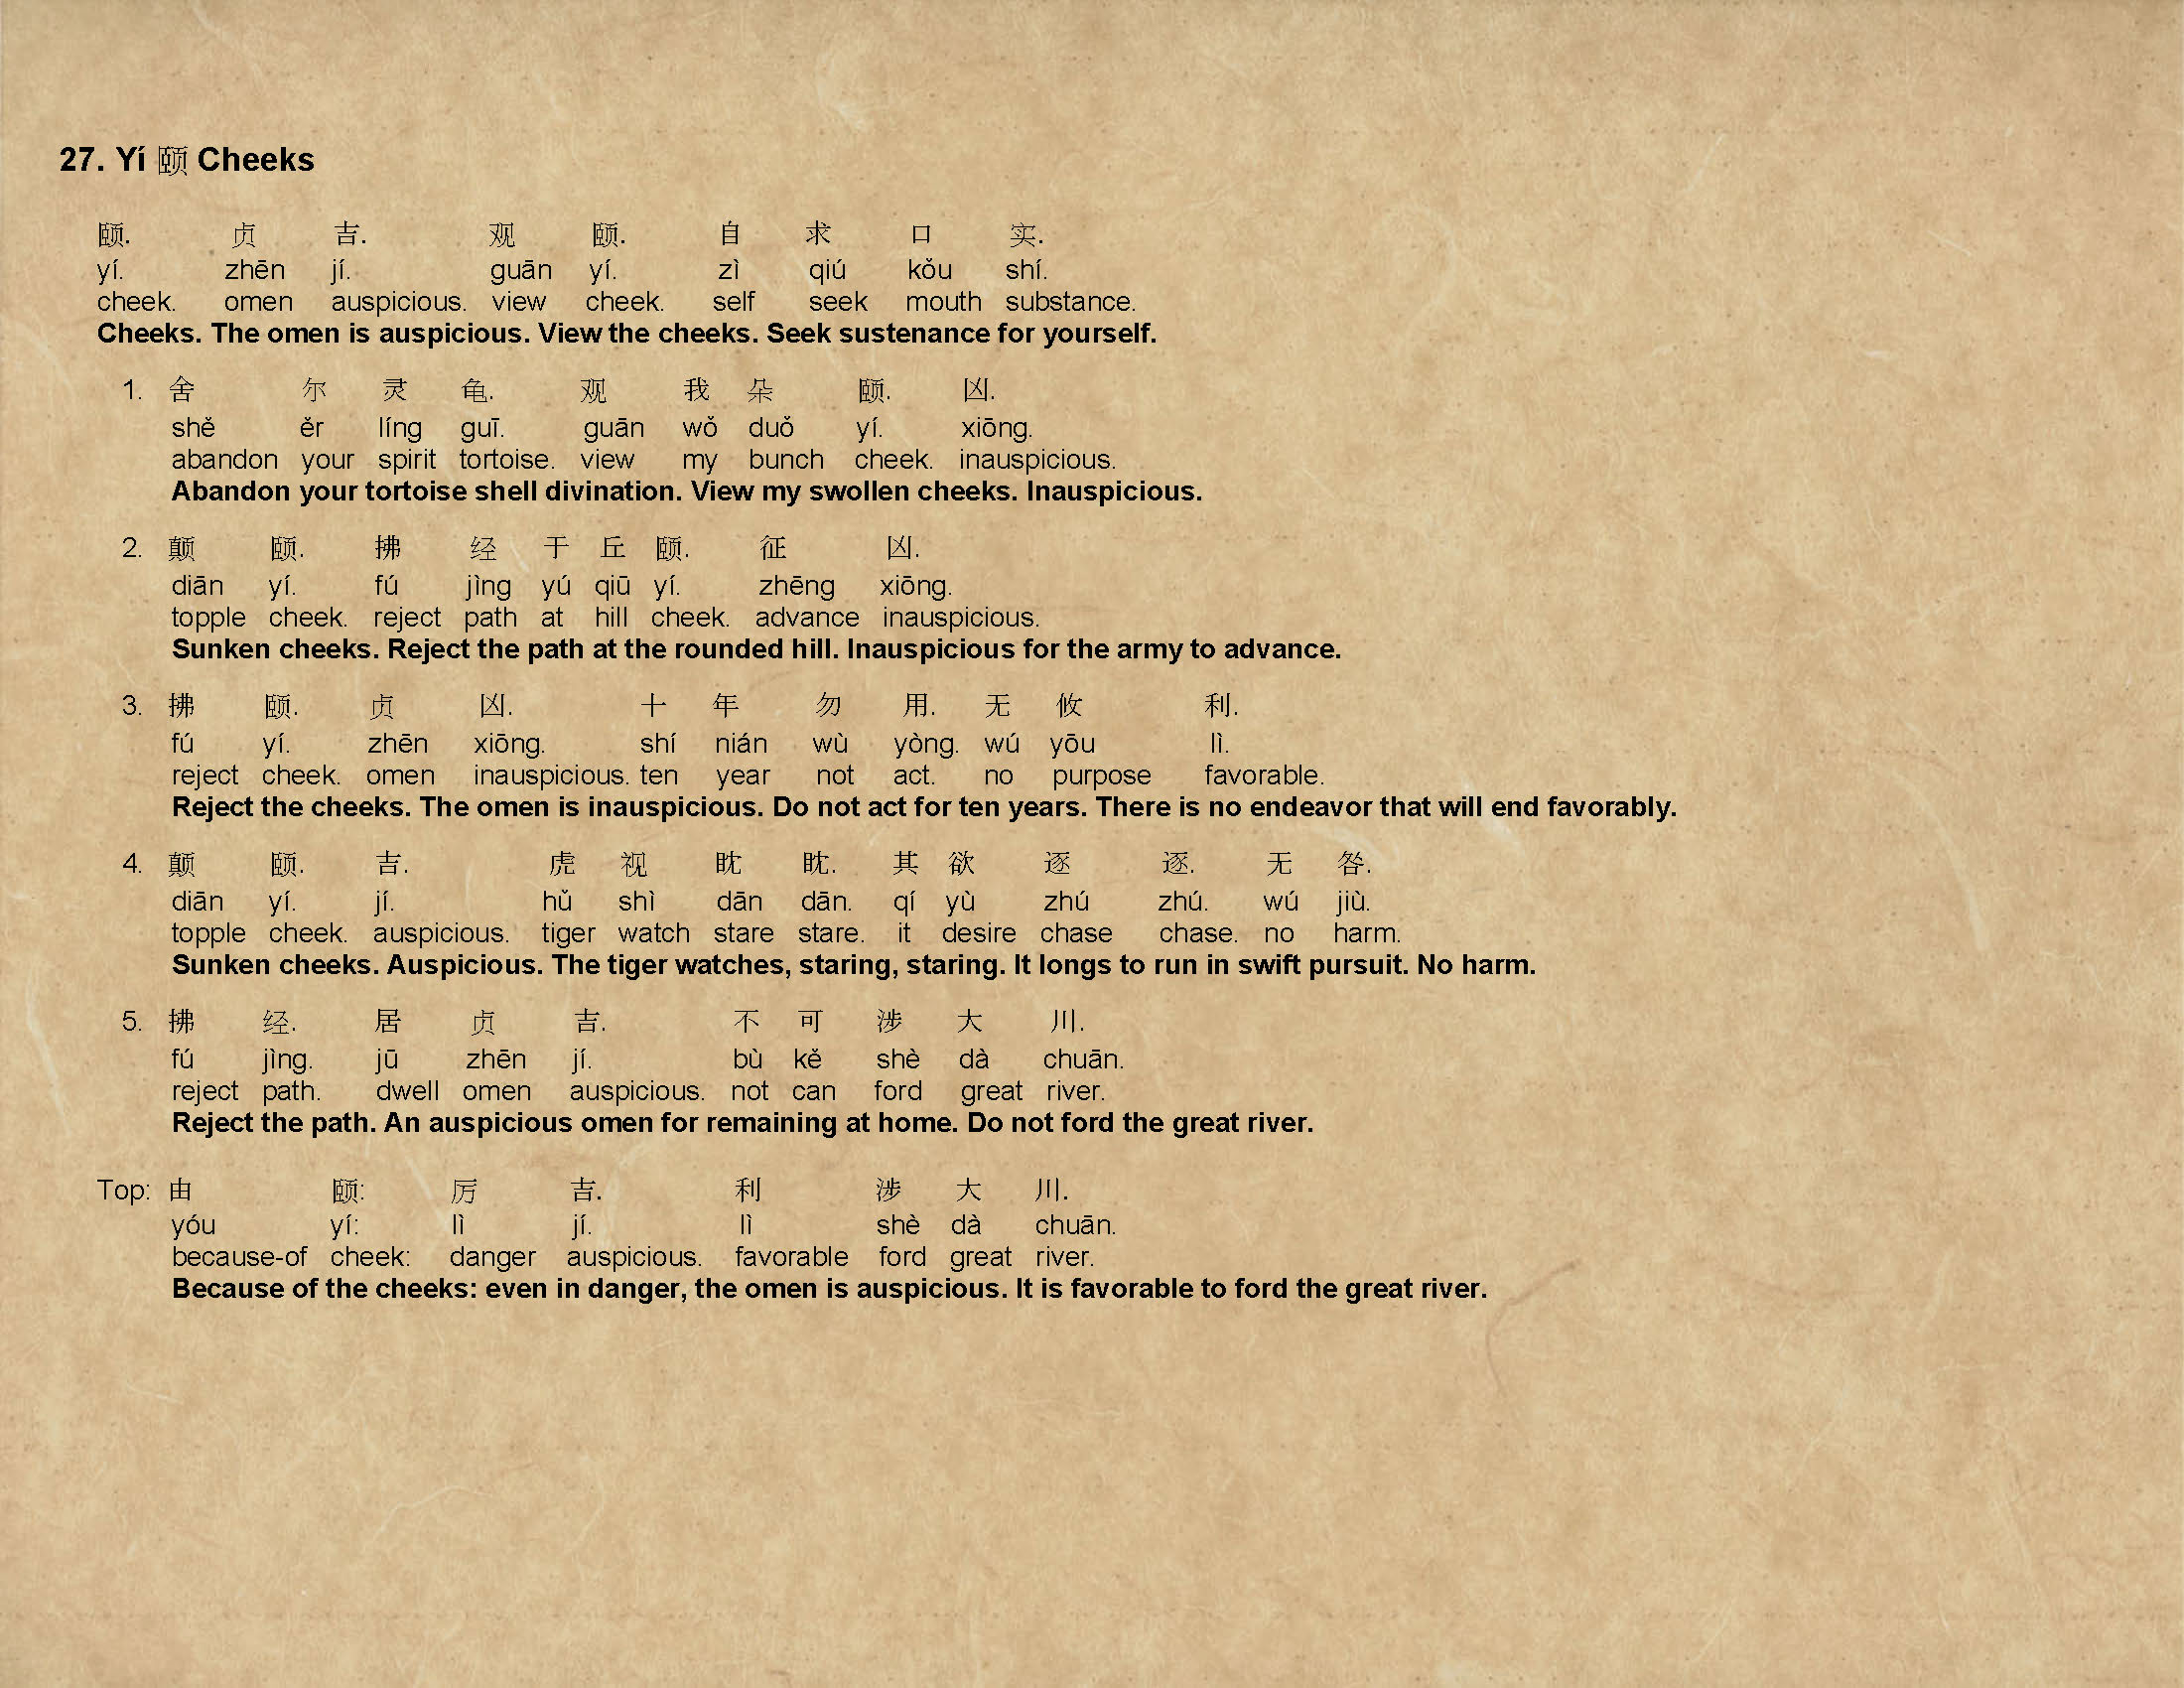 27. Yí 颐 Cheeks
颐. 贞 吉. 观 颐. 自 求 口 实.
yí. zhēn jí. guān yí. zì qiú kǒu shí.
cheek. omen auspicious. view cheek. self seek mouth substance.
Cheeks. The omen is auspicious. View the cheeks. Seek sustenance for yourself.
1. 舍 尔 灵 龟. 观 我 朵 颐. 凶.
shě ěr líng guī. guān wǒ duǒ yí. xiōng.
abandon your spirit tortoise. view my bunch cheek. inauspicious.
Abandon your tortoise shell divination. View my swollen cheeks. Inauspicious.
2. 颠 颐. 拂 经 于 丘 颐. 征 凶.
diān yí. fú jìng yú qiū yí. zhēng xiōng.
topple cheek. reject path at hill cheek. advance inauspicious.
Sunken cheeks. Reject the path at the rounded hill. Inauspicious for the army to advance.
3. 拂 颐. 贞 凶. 十 年 勿 用. 无 攸 利.
fú yí. zhēn xiōng. shí nián wù yòng. wú yōu lì.
reject cheek. omen inauspicious. ten year not act. no purpose favorable.
Reject the cheeks. The omen is inauspicious. Do not act for ten years. There is no endeavor that will end favorably.
4. 颠 颐. 吉. 虎 视 眈 眈. 其 欲 逐 逐. 无 咎.
diān yí. jí. hǔ shì dān dān. qí yù zhú zhú. wú jiù.
topple cheek. auspicious. tiger watch stare stare. it desire chase chase. no harm.
Sunken cheeks. Auspicious. The tiger watches, staring, staring. It longs to run in swift pursuit. No harm.
5. 拂 经. 居 贞 吉. 不 可 涉 大 川.
fú jìng. jū zhēn jí. bù kě shè dà chuān.
reject path. dwell omen auspicious. not can ford great river.
Reject the path. An auspicious omen for remaining at home. Do not ford the great river.
Top: 由 颐: 厉 吉. 利 涉 大 川.
yóu yí: lì jí. lì shè dà chuān.
because-of cheek: danger auspicious. favorable ford great river.
Because of the cheeks: even in danger, the omen is auspicious. It is favorable to ford the great river.